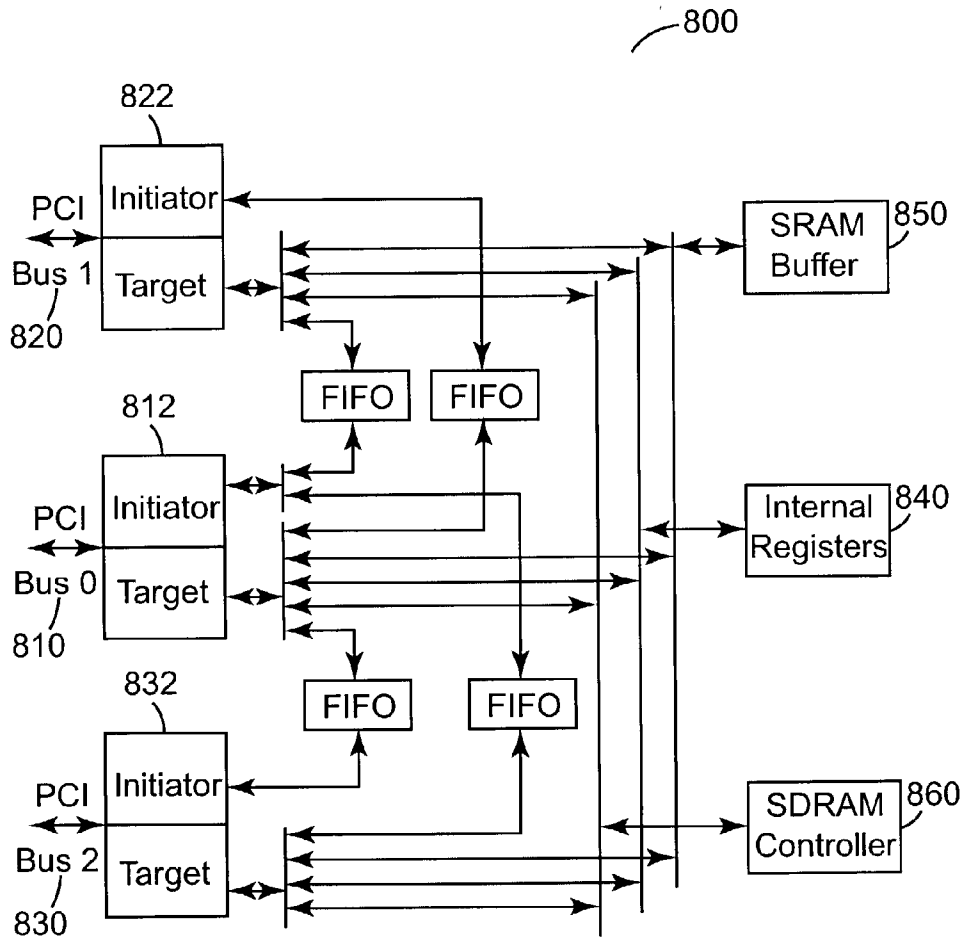 800
822
Initiator
PCI
Bus 1
820
Target
SRAM
Buffer
850
FIFO
FIFO
812
Initiator
PCI
Bus 0
810
Target
Internal
Registers
840
FIFO
FIFO
832
Initiator
PCI
Bus 2
830
Target
SDRAM
Controller
860